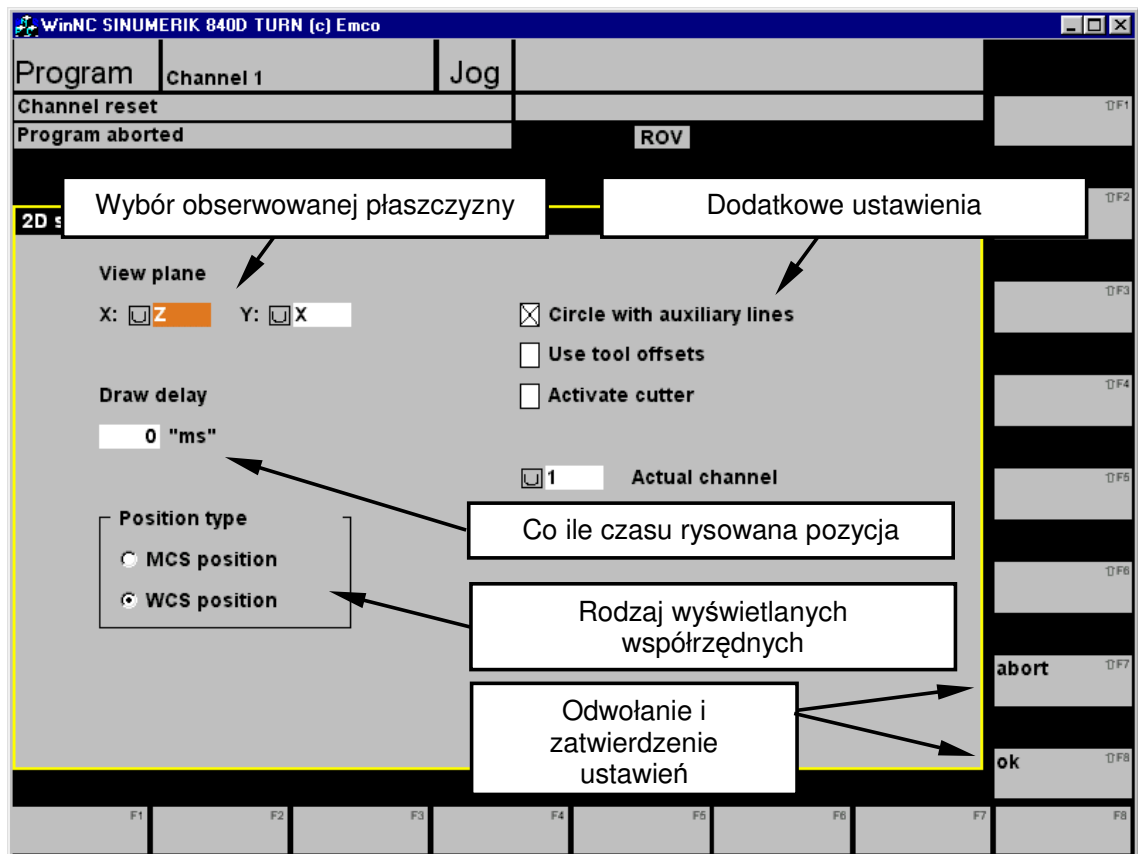 WinNC SINUMERIK 840D TURN (c) Emco
Program
Channel 1
Jog
Channel reset
⇧F1
Program aborted
ROV
Wybór obserwowanej płaszczyzny
Dodatkowe ustawienia
⇧F2
2D s
View plane
⇧F3
X: Z Y: X
Circle with auxiliary lines
Use tool offsets
Draw delay
Activate cutter
⇧F4
0 "ms"
1 Actual channel
⇧F5
Position type
Co ile czasu rysowana pozycja
MCS position
⇧F6
WCS position
Rodzaj wyświetlanych
współrzędnych
abort ⇧F7
Odwołanie i
zatwierdzenie
ustawień
ok ⇧F8
F1 F2 F3 F4 F5 F6 F7 F8